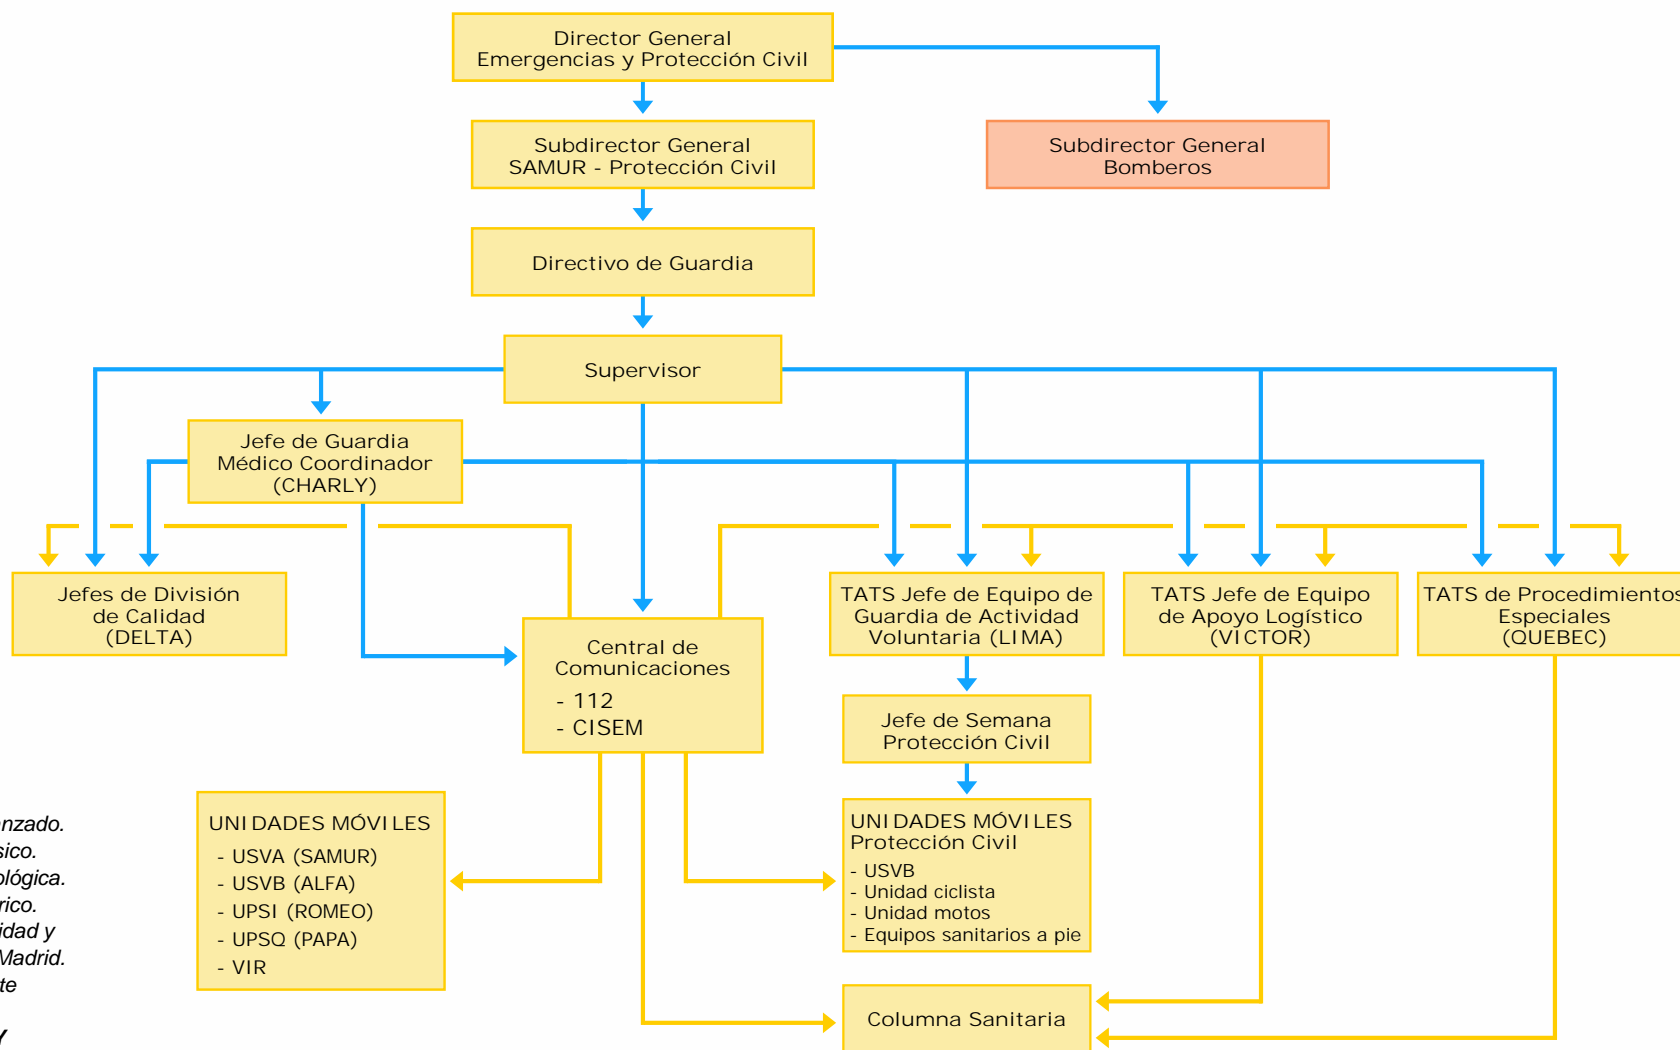 Director General
Emergencias y Protección Civil
Subdirector General
SAMUR - Protección Civil
Subdirector General
Bomberos
Directivo de Guardia
Supervisor
Jefe de Guardia
Médico Coordinador
(CHARLY)
Jefes de División
de Calidad
(DELTA)
Central de
Comunicaciones
- 112
- CISEM
TATS Jefe de Equipo de
Guardia de Actividad
Voluntaria (LIMA)
TATS Jefe de Equipo
de Apoyo Logístico
(VICTOR)
TATS de Procedimientos
Especiales
(QUEBEC)
Jefe de Semana
Protección Civil
UNIDADES MÓVILES
- USVA (SAMUR)
- USVB (ALFA)
- UPSI (ROMEO)
- UPSQ (PAPA)
- VIR
UNIDADES MÓVILES
Protección Civil
- USVB
- Unidad ciclista
- Unidad motos
- Equipos sanitarios a pie
Columna Sanitaria
Madrid.